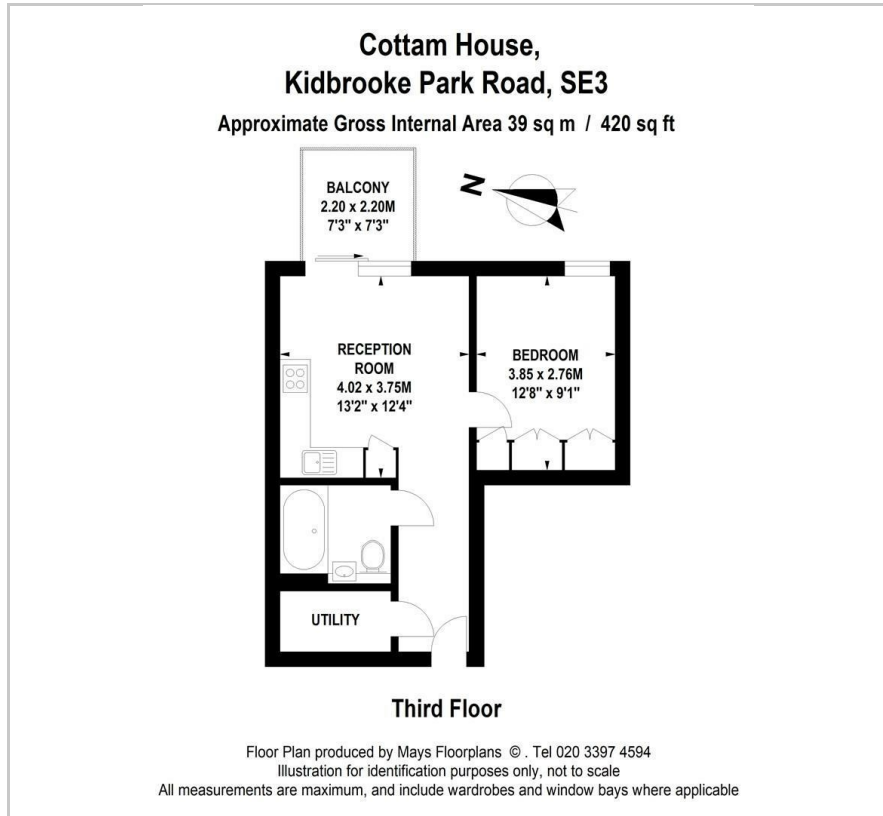 Cottam House,
Kidbrooke Park Road, SE3
Approximate Gross Internal Area 39 sq m / 420 sq ft
BALCONY
2.20 x 2.20M
7'3" x 7'3"
N
RECEPTION
ROOM
4.02 x 3.75M
13'2" x 12'4"
BEDROOM
3.85 x 2.76M
12'8" x 9'1"
UTILITY
Third Floor
Floor Plan produced by Mays Floorplans © . Tel 020 3397 4594
Illustration for identification purposes only, not to scale
All measurements are maximum, and include wardrobes and window bays where applicable